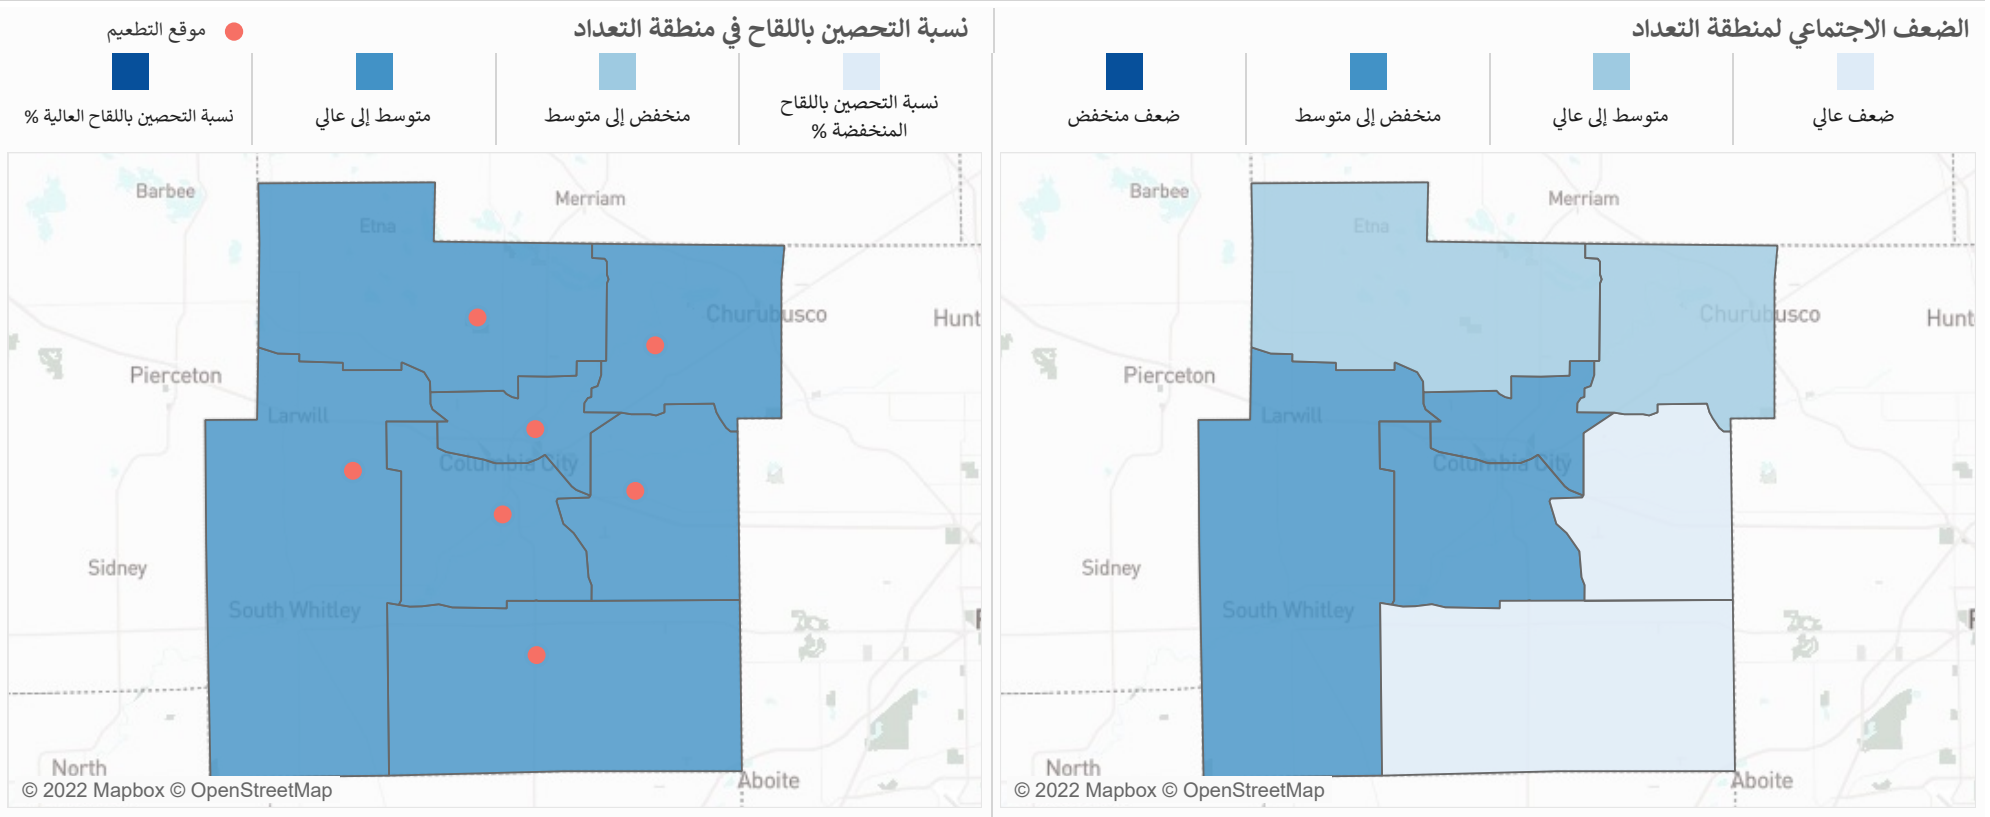 الضعف الاجتماعي لمنطقة التعداد
ضعف عالي
متوسط إلى عالي
منخفض إلى متوسط
ضعف منخفض
Barbee
Merriam
Etna
Churubusco
Hunt
Pierceton
Larwill
Columbia City
Sidney
South Whitley
North
Aboite
© 2022 Mapbox © OpenStreetMap
نسبة التحصين باللقاح في منطقة التعداد
موقع التطعيم
نسبة التحصين باللقاح
المنخفضة %
منخفض إلى متوسط
متوسط إلى عالي
نسبة التحصين باللقاح العالية %
Barbee
Merriam
Etna
Churubusco
Hunt
Pierceton
Larwill
Columbia City
Sidney
South Whitley
North
Aboite
© 2022 Mapbox © OpenStreetMap